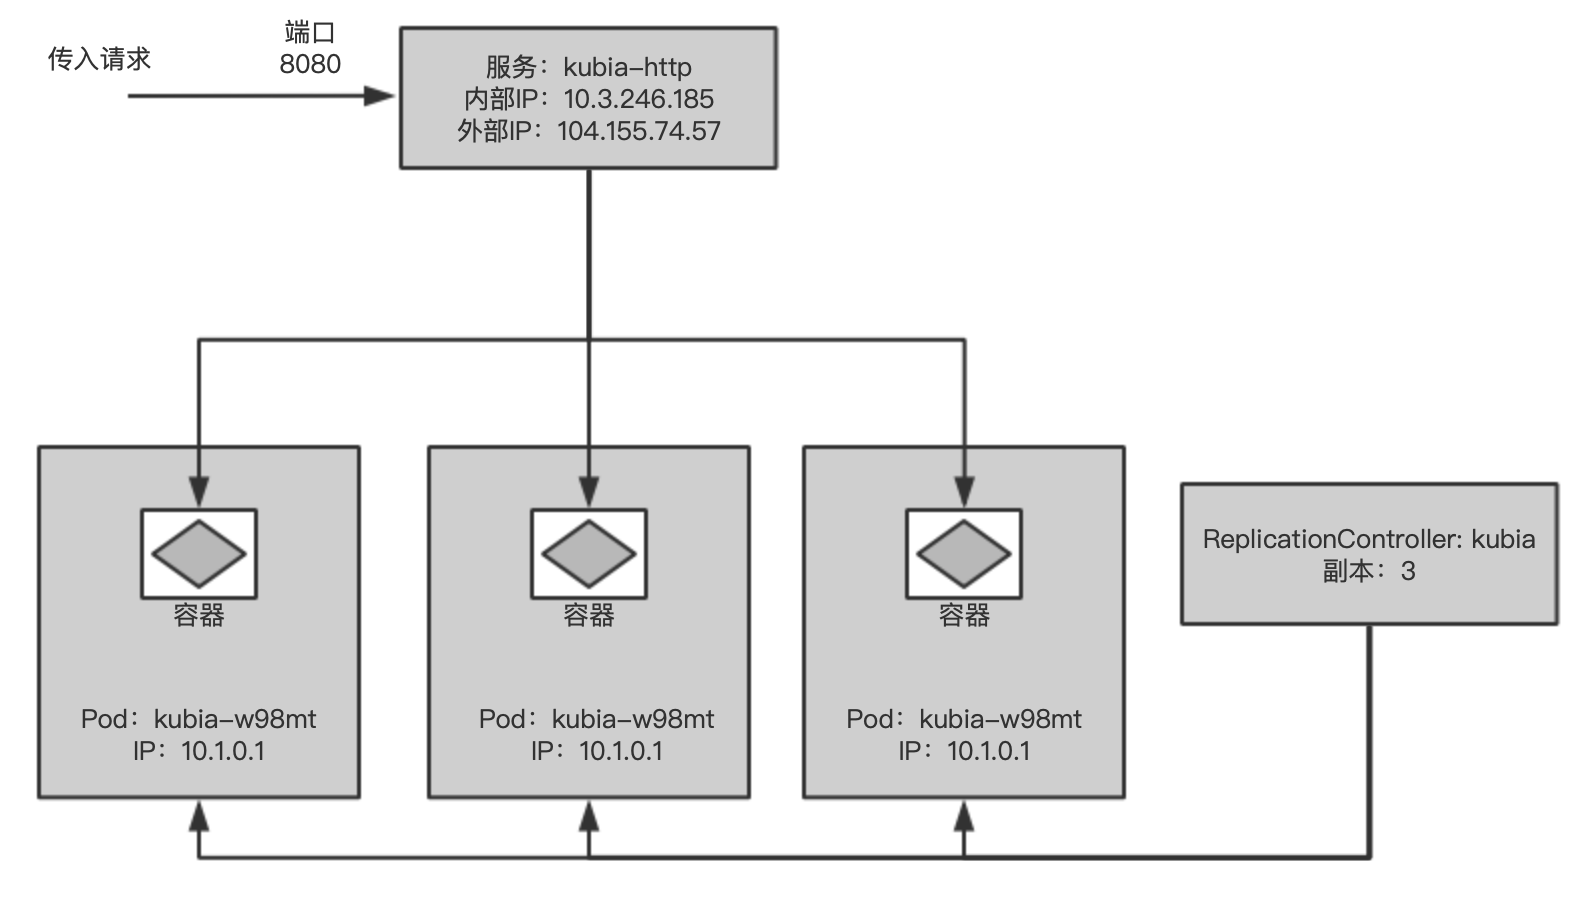 传入请求
端口
8080
服务：kubia-http
内部IP：10.3.246.185
外部IP：104.155.74.57
容器
容器
容器
Pod：kubia-w98mt
IP：10.1.0.1
Pod：kubia-w98mt
IP：10.1.0.1
Pod：kubia-w98mt
IP：10.1.0.1
ReplicationController: kubia
副本：3